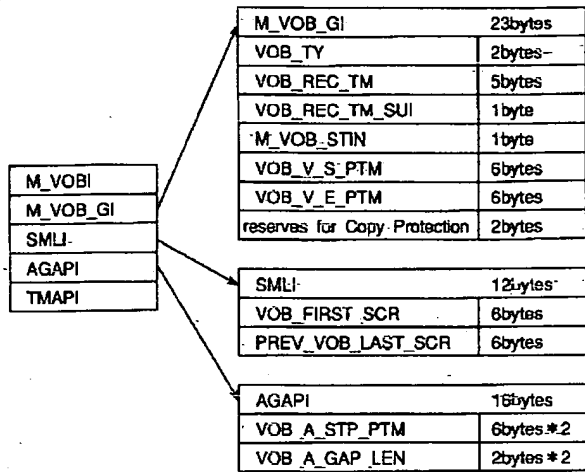 M_VOB_GI 23bytes
VOB_TY 2bytes
VOB_REC_TM 5bytes
VOB_REC_TM_SUI 1byte
M_VOB_STIN 1byte
VOB_V_S_PTM 6bytes
VOB_V_E_PTM 6bytes
reserves for Copy Protection 2bytes
M_VOBI
M_VOB_GI
SMLI
AGAPI
TMAPI
SMLI 12bytes
VOB_FIRST_SCR 6bytes
PREV_VOB_LAST_SCR 6bytes
AGAPI 16bytes
VOB_A_STP_PTM 6bytes*2
VOB_A_GAP_LEN 2bytes*2